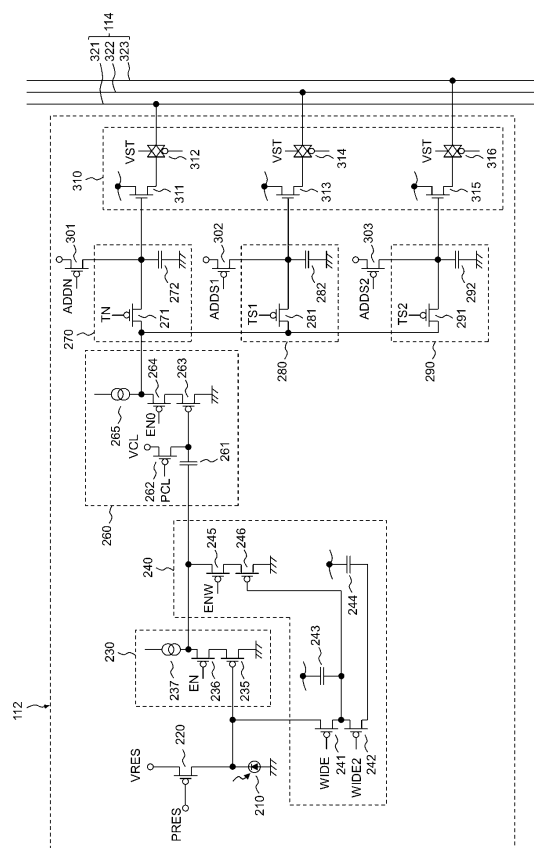 114
321
322
323
310
VST
312
311
VST
314
313
VST
316
315
301
ADDN
302
ADDS1
303
ADDS2
270
TN
271
272
TS1
281
282
280
TS2
291
292
290
265
264
263
EN0
VCL
262
PCL
261
260
240
245
246
ENW
244
243
230
237
EN
236
235
WIDE
241
WIDE2
242
112
VRES
220
PRES
210